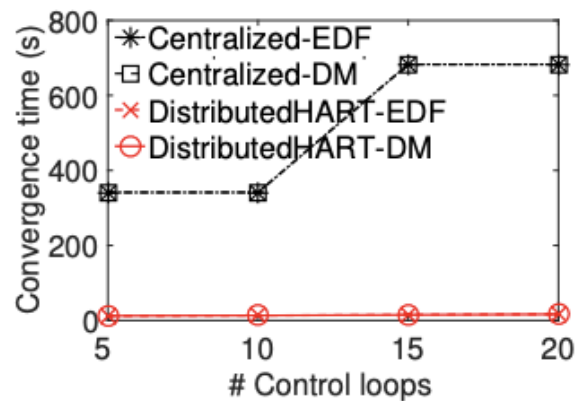 800
600
400
200
0
Convergence time (s)
Centralized-EDF
Centralized-DM
DistributedHART-EDF
DistributedHART-DM
5 10 15 20
# Control loops